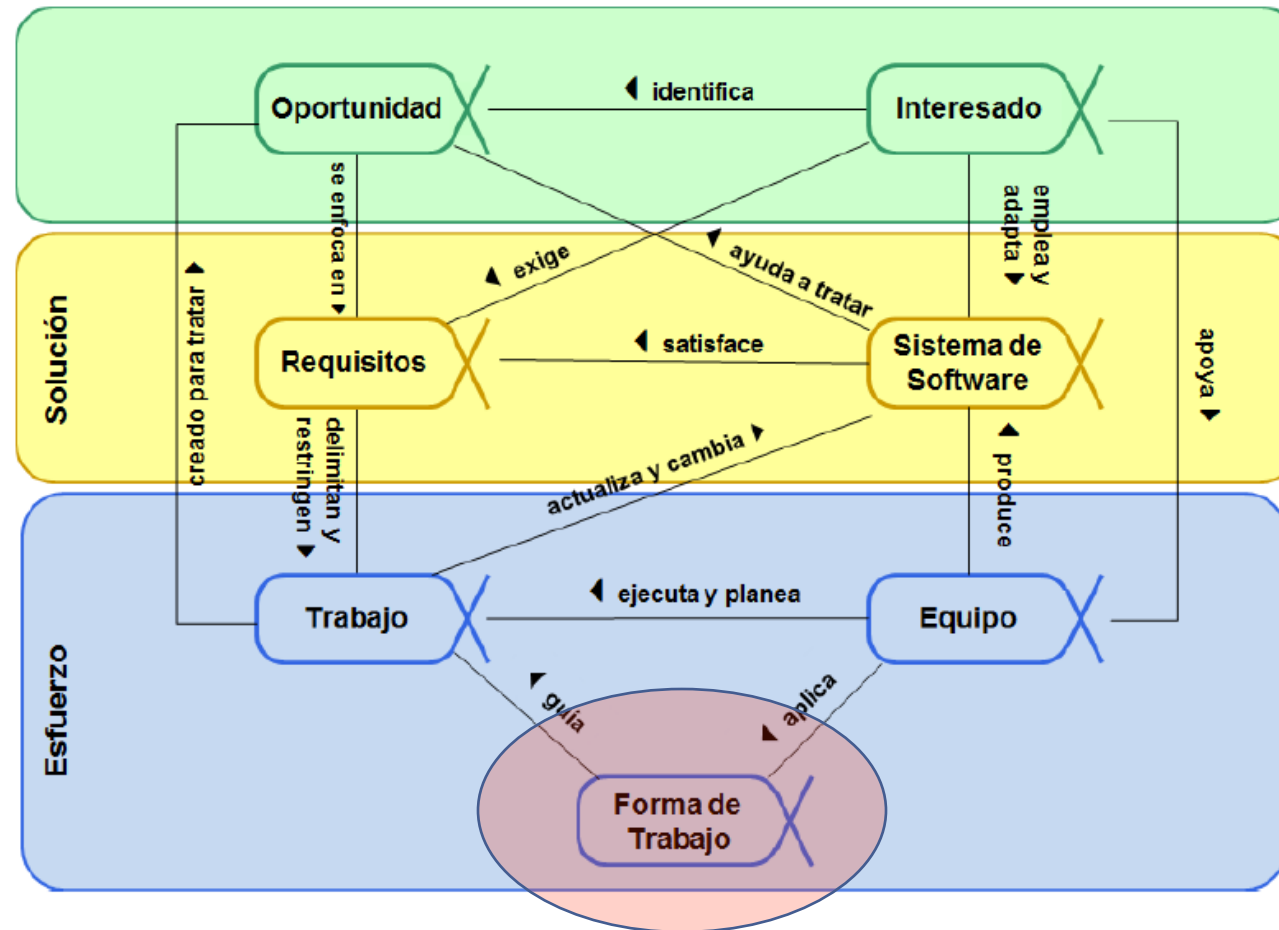 Oportunidad
◄ identifica
Interesado
se enfoca en ►
emplea y
adapta ►
◄ exige
◄ ayuda a tratar
creado para tratar ►
Solución
Requisitos
◄ satisface
Sistema de
Software
apoya ►
delimitan y
restringen ►
actualiza y cambia ►
◄ produce
Esfuerzo
Trabajo
◄ ejecuta y planea
Equipo
◄ guía
◄ aplica
Forma de
Trabajo